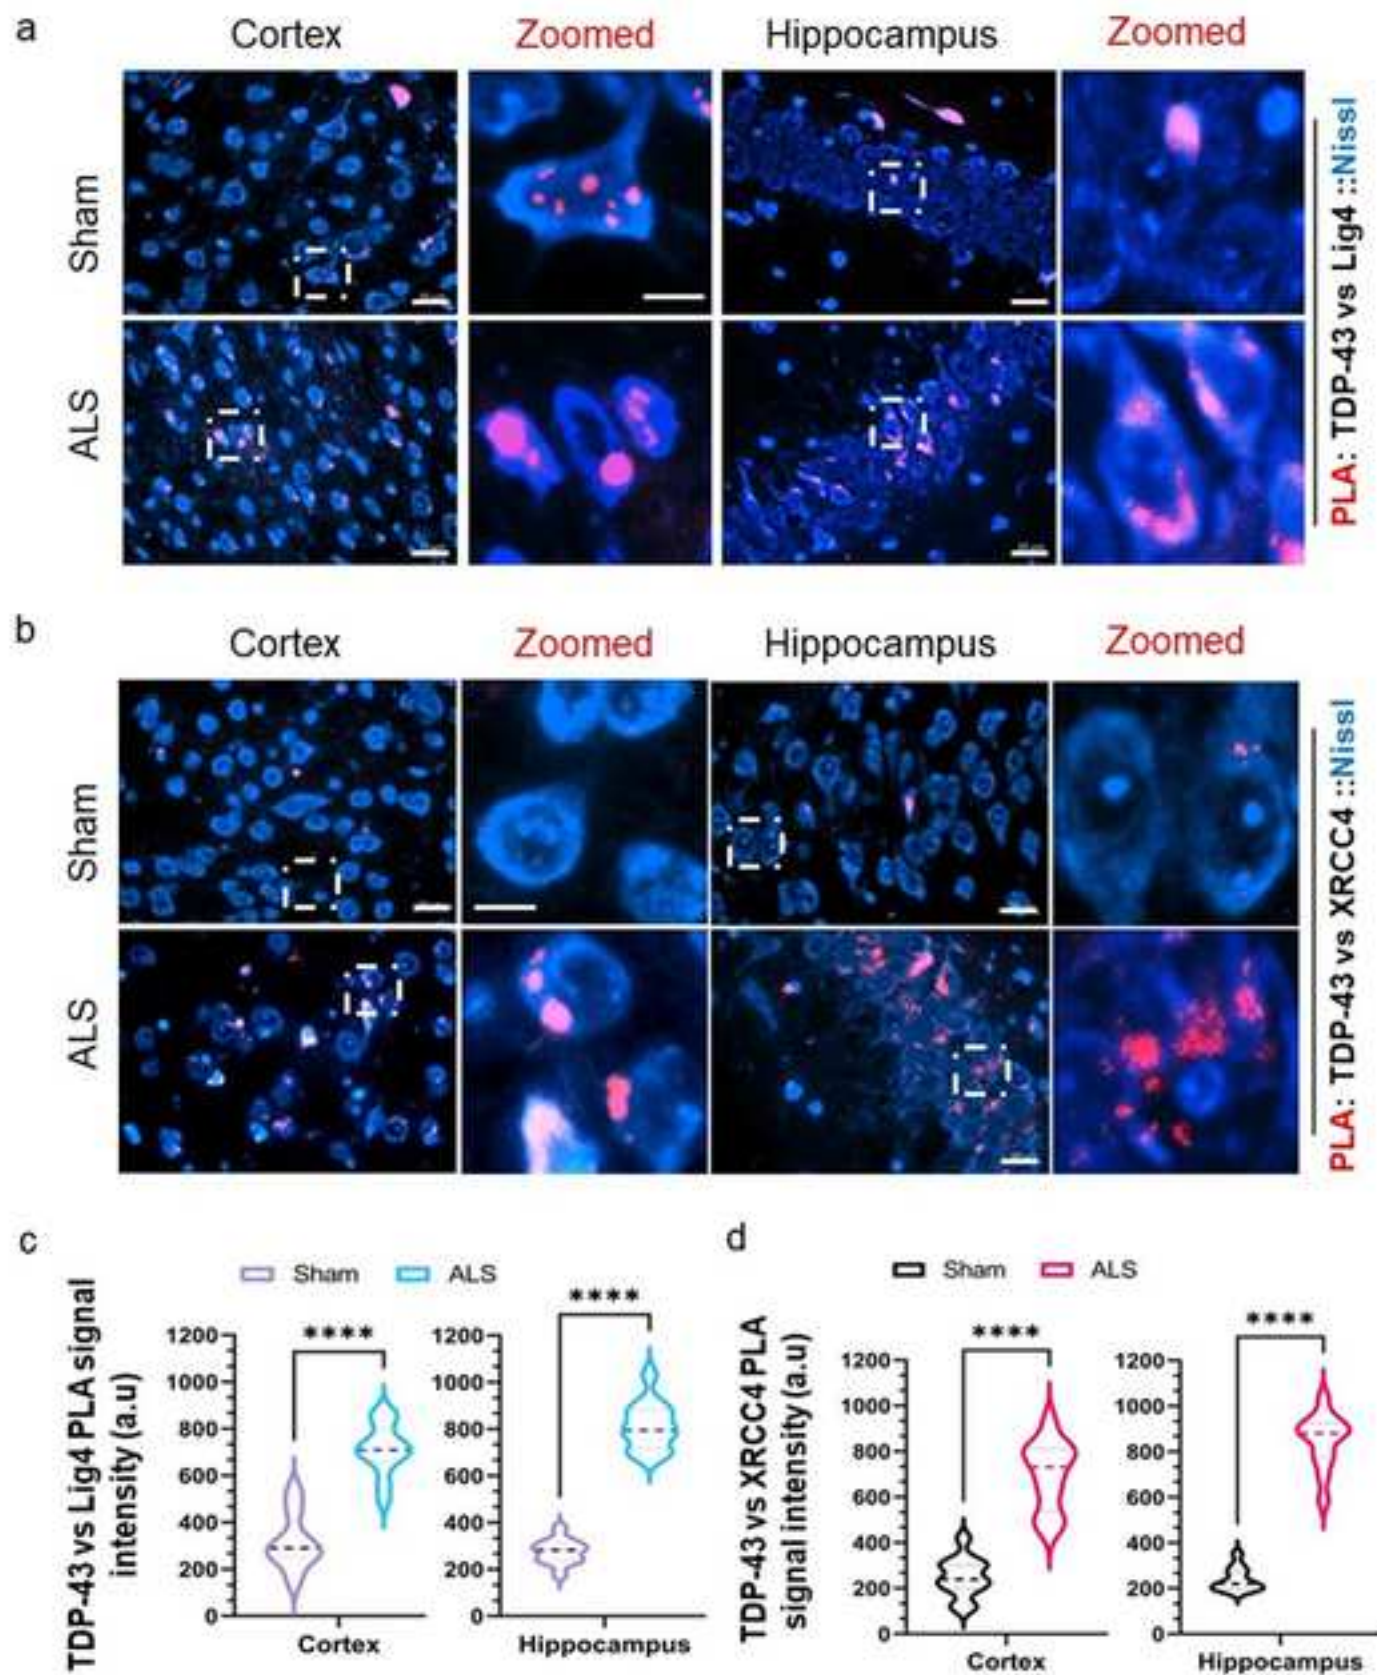 a
Cortex
Zoomed
Hippocampus
Zoomed
Sham
ALS
PLA: TDP-43 vs Lig4 ::Nissl
b
Cortex
Zoomed
Hippocampus
Zoomed
Sham
ALS
PLA: TDP-43 vs XRCC4 ::Nissl
c
Sham
ALS
TDP-43 vs Lig4 PLA signal
intensity (a.u)
****
1200
1000
800
600
400
200
0
Cortex
****
1200
1000
800
600
400
200
0
Hippocampus
d
Sham
ALS
TDP-43 vs XRCC4 PLA
signal intensity (a.u)
****
1200
1000
800
600
400
200
0
Cortex
****
1200
1000
800
600
400
200
0
Hippocampus